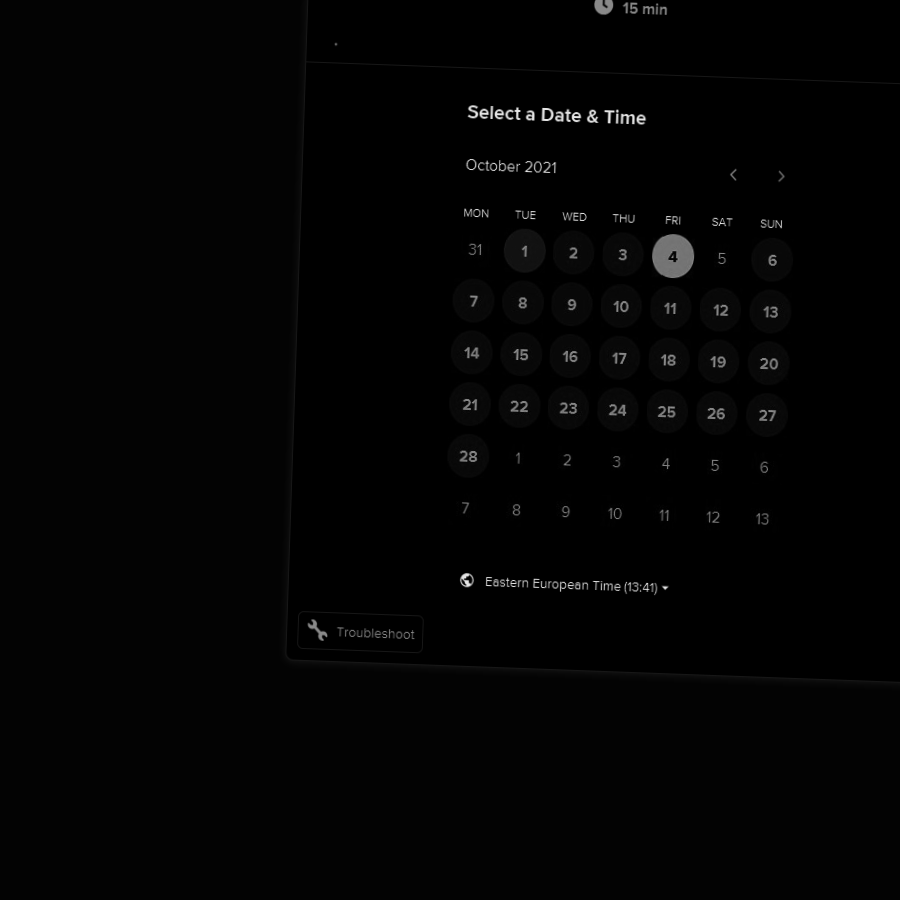 15 min
Select a Date & Time
October 2021
MON TUE WED THU FRI SAT SUN
31 1 2 3 4 5 6
7 8 9 10 11 12 13
14 15 16 17 18 19 20
21 22 23 24 25 26 27
28 1 2 3 4 5 6
7 8 9 10 11 12 13
Eastern European Time (13:41)
Troubleshoot